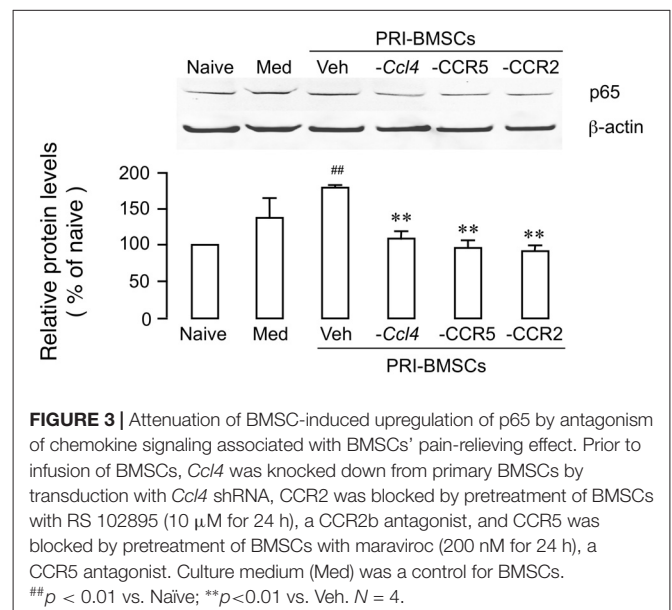 PRI-BMSCs
Naive Med Veh -Ccl4 -CCR5 -CCR2
p65
β-actin
Relative protein levels
( % of naive )
200
150
100
50
0
##
**
**
**
Naive Med Veh -Ccl4 -CCR5 -CCR2
PRI-BMSCs
FIGURE 3 | Attenuation of BMSC-induced upregulation of p65 by antagonism
of chemokine signaling associated with BMSCs' pain-relieving effect. Prior to
infusion of BMSCs, Ccl4 was knocked down from primary BMSCs by
transduction with Ccl4 shRNA, CCR2 was blocked by pretreatment of BMSCs
with RS 102895 (10 μM for 24 h), a CCR2b antagonist, and CCR5 was
blocked by pretreatment of BMSCs with maraviroc (200 nM for 24 h), a
CCR5 antagonist. Culture medium (Med) was a control for BMSCs.
##p < 0.01 vs. Naïve; **p<0.01 vs. Veh. N = 4.